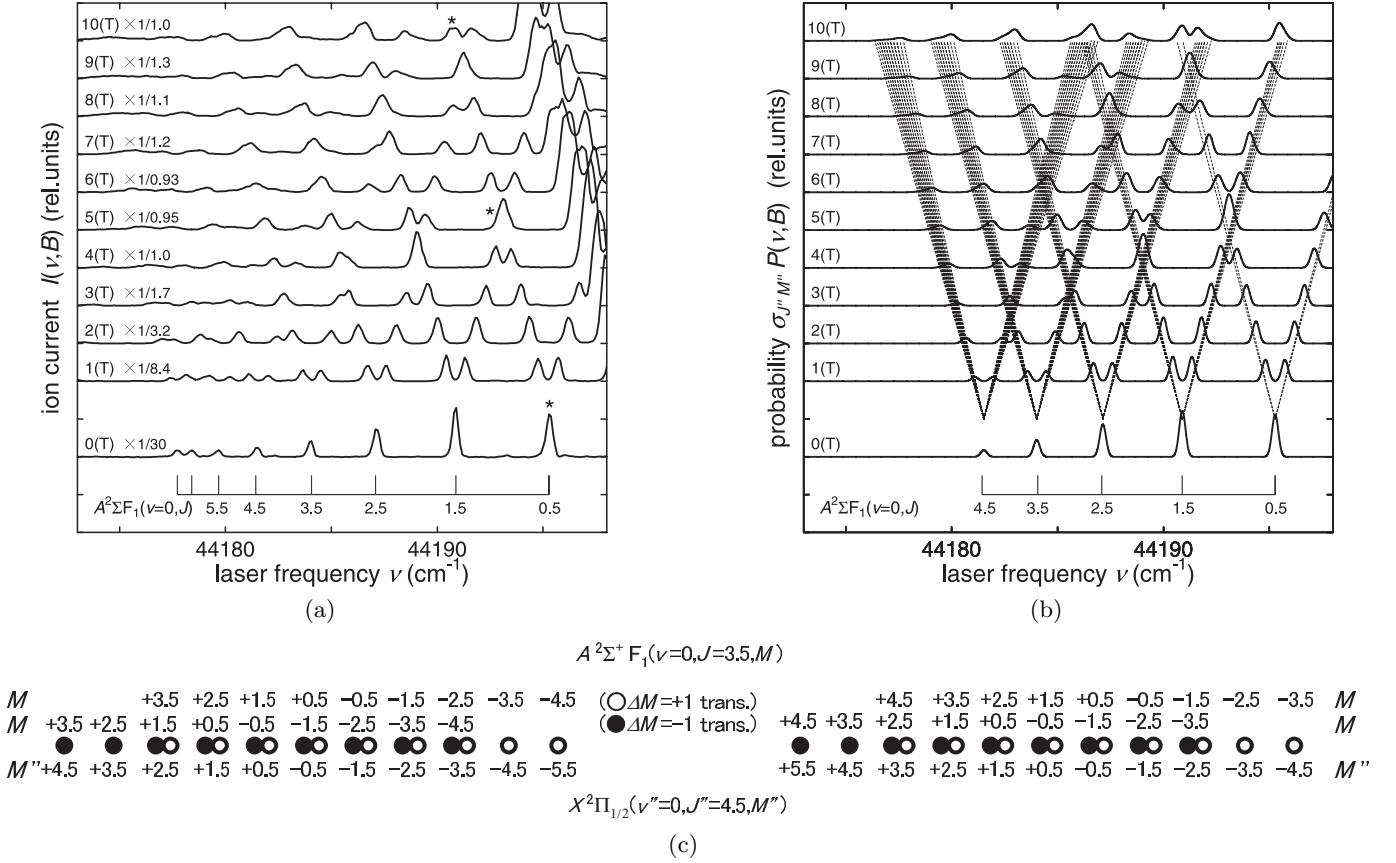 10(T) ×1/1.0
9(T) ×1/1.3
8(T) ×1/1.1
7(T) ×1/1.2
6(T) ×1/0.93
5(T) ×1/0.95
4(T) ×1/1.0
3(T) ×1/1.7
2(T) ×1/3.2
1(T) ×1/8.4
0(T) ×1/30
*
*
*
ion current I(ν,B) (rel.units)
A²ΣF₁(v=0,J)
5.5 4.5 3.5 2.5 1.5 0.5
44180 44190
laser frequency ν (cm⁻¹)
(a)
10(T)
9(T)
8(T)
7(T)
6(T)
5(T)
4(T)
3(T)
2(T)
1(T)
0(T)
probability σ_J''M'' P(ν,B) (rel.units)
A²ΣF₁(v=0,J)
4.5 3.5 2.5 1.5 0.5
44180 44190
laser frequency ν (cm⁻¹)
(b)
A²Σ⁺ F₁(v=0,J=3.5,M)
M +3.5 +2.5 +1.5 +0.5 −0.5 −1.5 −2.5 −3.5 −4.5 (○ΔM=+1 trans.) +4.5 +3.5 +2.5 +1.5 +0.5 −0.5 −1.5 −2.5 −3.5 M
M +3.5 +2.5 +1.5 +0.5 −0.5 −1.5 −2.5 −3.5 −4.5 (●ΔM=−1 trans.) +4.5 +3.5 +2.5 +1.5 +0.5 −0.5 −1.5 −2.5 −3.5 M
M'' +4.5 +3.5 +2.5 +1.5 +0.5 −0.5 −1.5 −2.5 −3.5 −4.5 −5.5 +5.5 +4.5 +3.5 +2.5 +1.5 +0.5 −0.5 −1.5 −2.5 −3.5 −4.5 M''
X²Π₁/₂(v''=0,J''=4.5,M'')
(c)